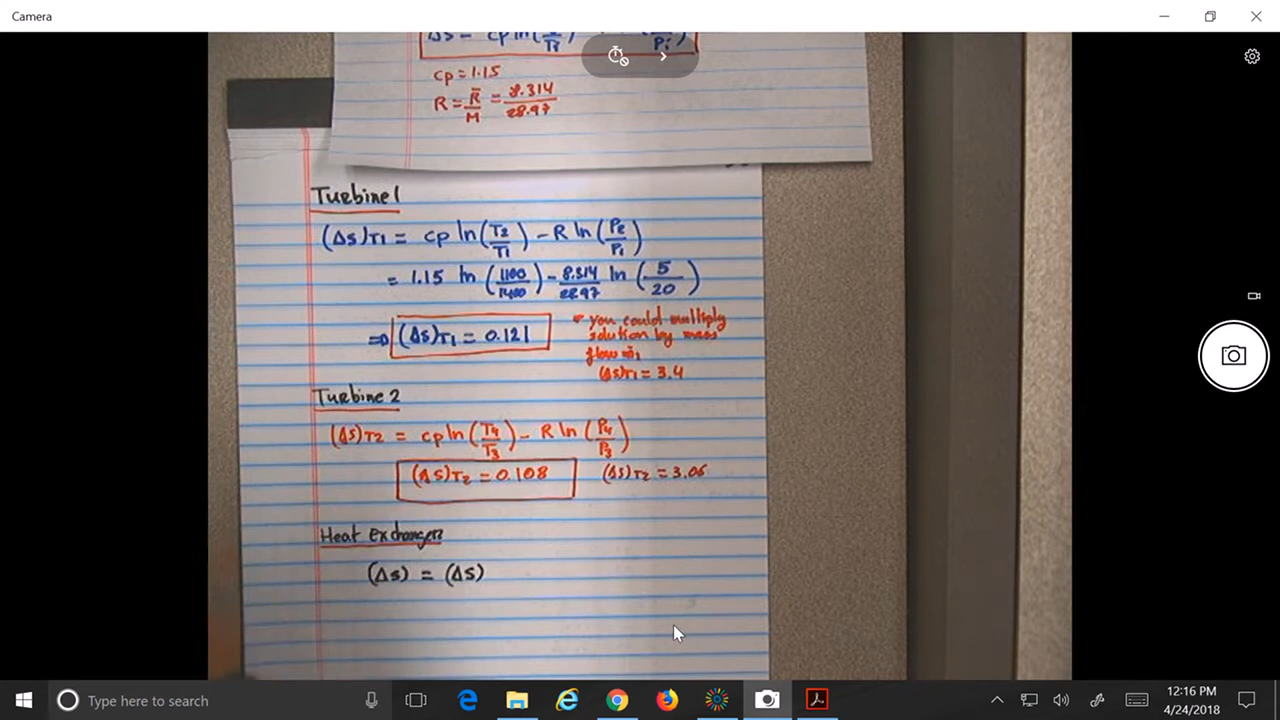 Camera
Δs = cp ln(
cp = 1.15
R = R̄/M = 8.314/28.97
Turbine 1
(Δs)T1 = cp ln(T2/T1) - R ln(P2/P1)
= 1.15 ln(1100/1400) - 8.314/28.97 ln(5/20)
⇒ (Δs)T1 = 0.121
* you could multiply
solution by mass
flow ṁ1
(Δs)T1 = 3.4
Turbine 2
(Δs)T2 = cp ln(T4/T3) - R ln(P4/P3)
(Δs)T2 = 0.108 (Δs)T2 = 3.06
Heat exchanger
(Δs) = (Δs)
Type here to search
12:16 PM
4/24/2018